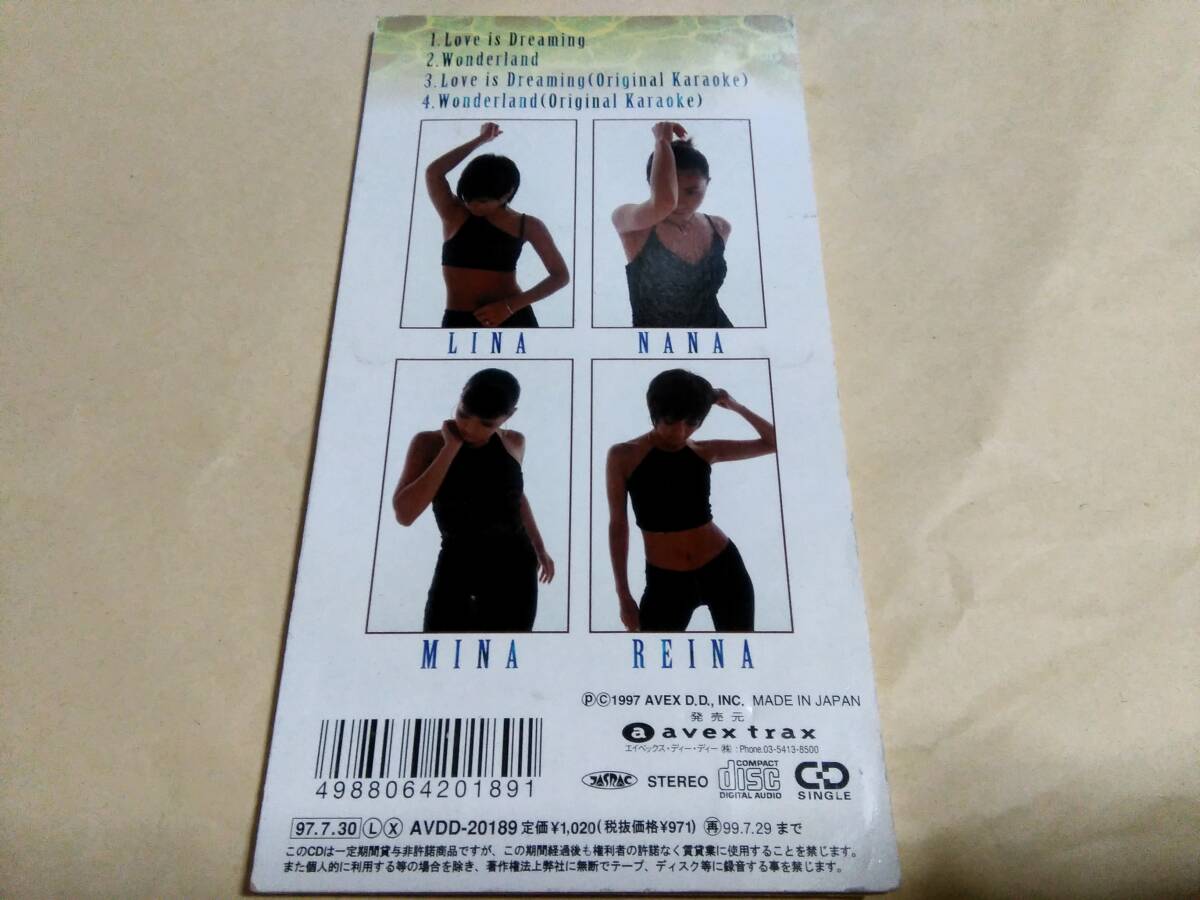 1.Love is Dreaming
2.Wonderland
3.Love is Dreaming(Original Karaoke)
4.Wonderland(Original Karaoke)
LINA
NANA
MINA
REINA
ⓅⒸ1997 AVEX D.D., INC. MADE IN JAPAN
発売元
a avex trax
エイベックス・ディー・ディー㈱:Phone.03-5413-8500
JASRAC STEREO COMPACT disc DIGITAL AUDIO CD SINGLE
4988064201891
97.7.30 Ⓛ Ⓧ AVDD-20189 定価¥1,020(税抜価格¥971) 再99.7.29まで
このCDは一定期間貸与非許諾商品ですが、この期間経過後も権利者の許諾なく賃貸業に使用することを禁じます。
また個人的に利用する等の場合を除き、著作権法上弊社に無断でテープ、ディスク等に録音する事を禁じます。